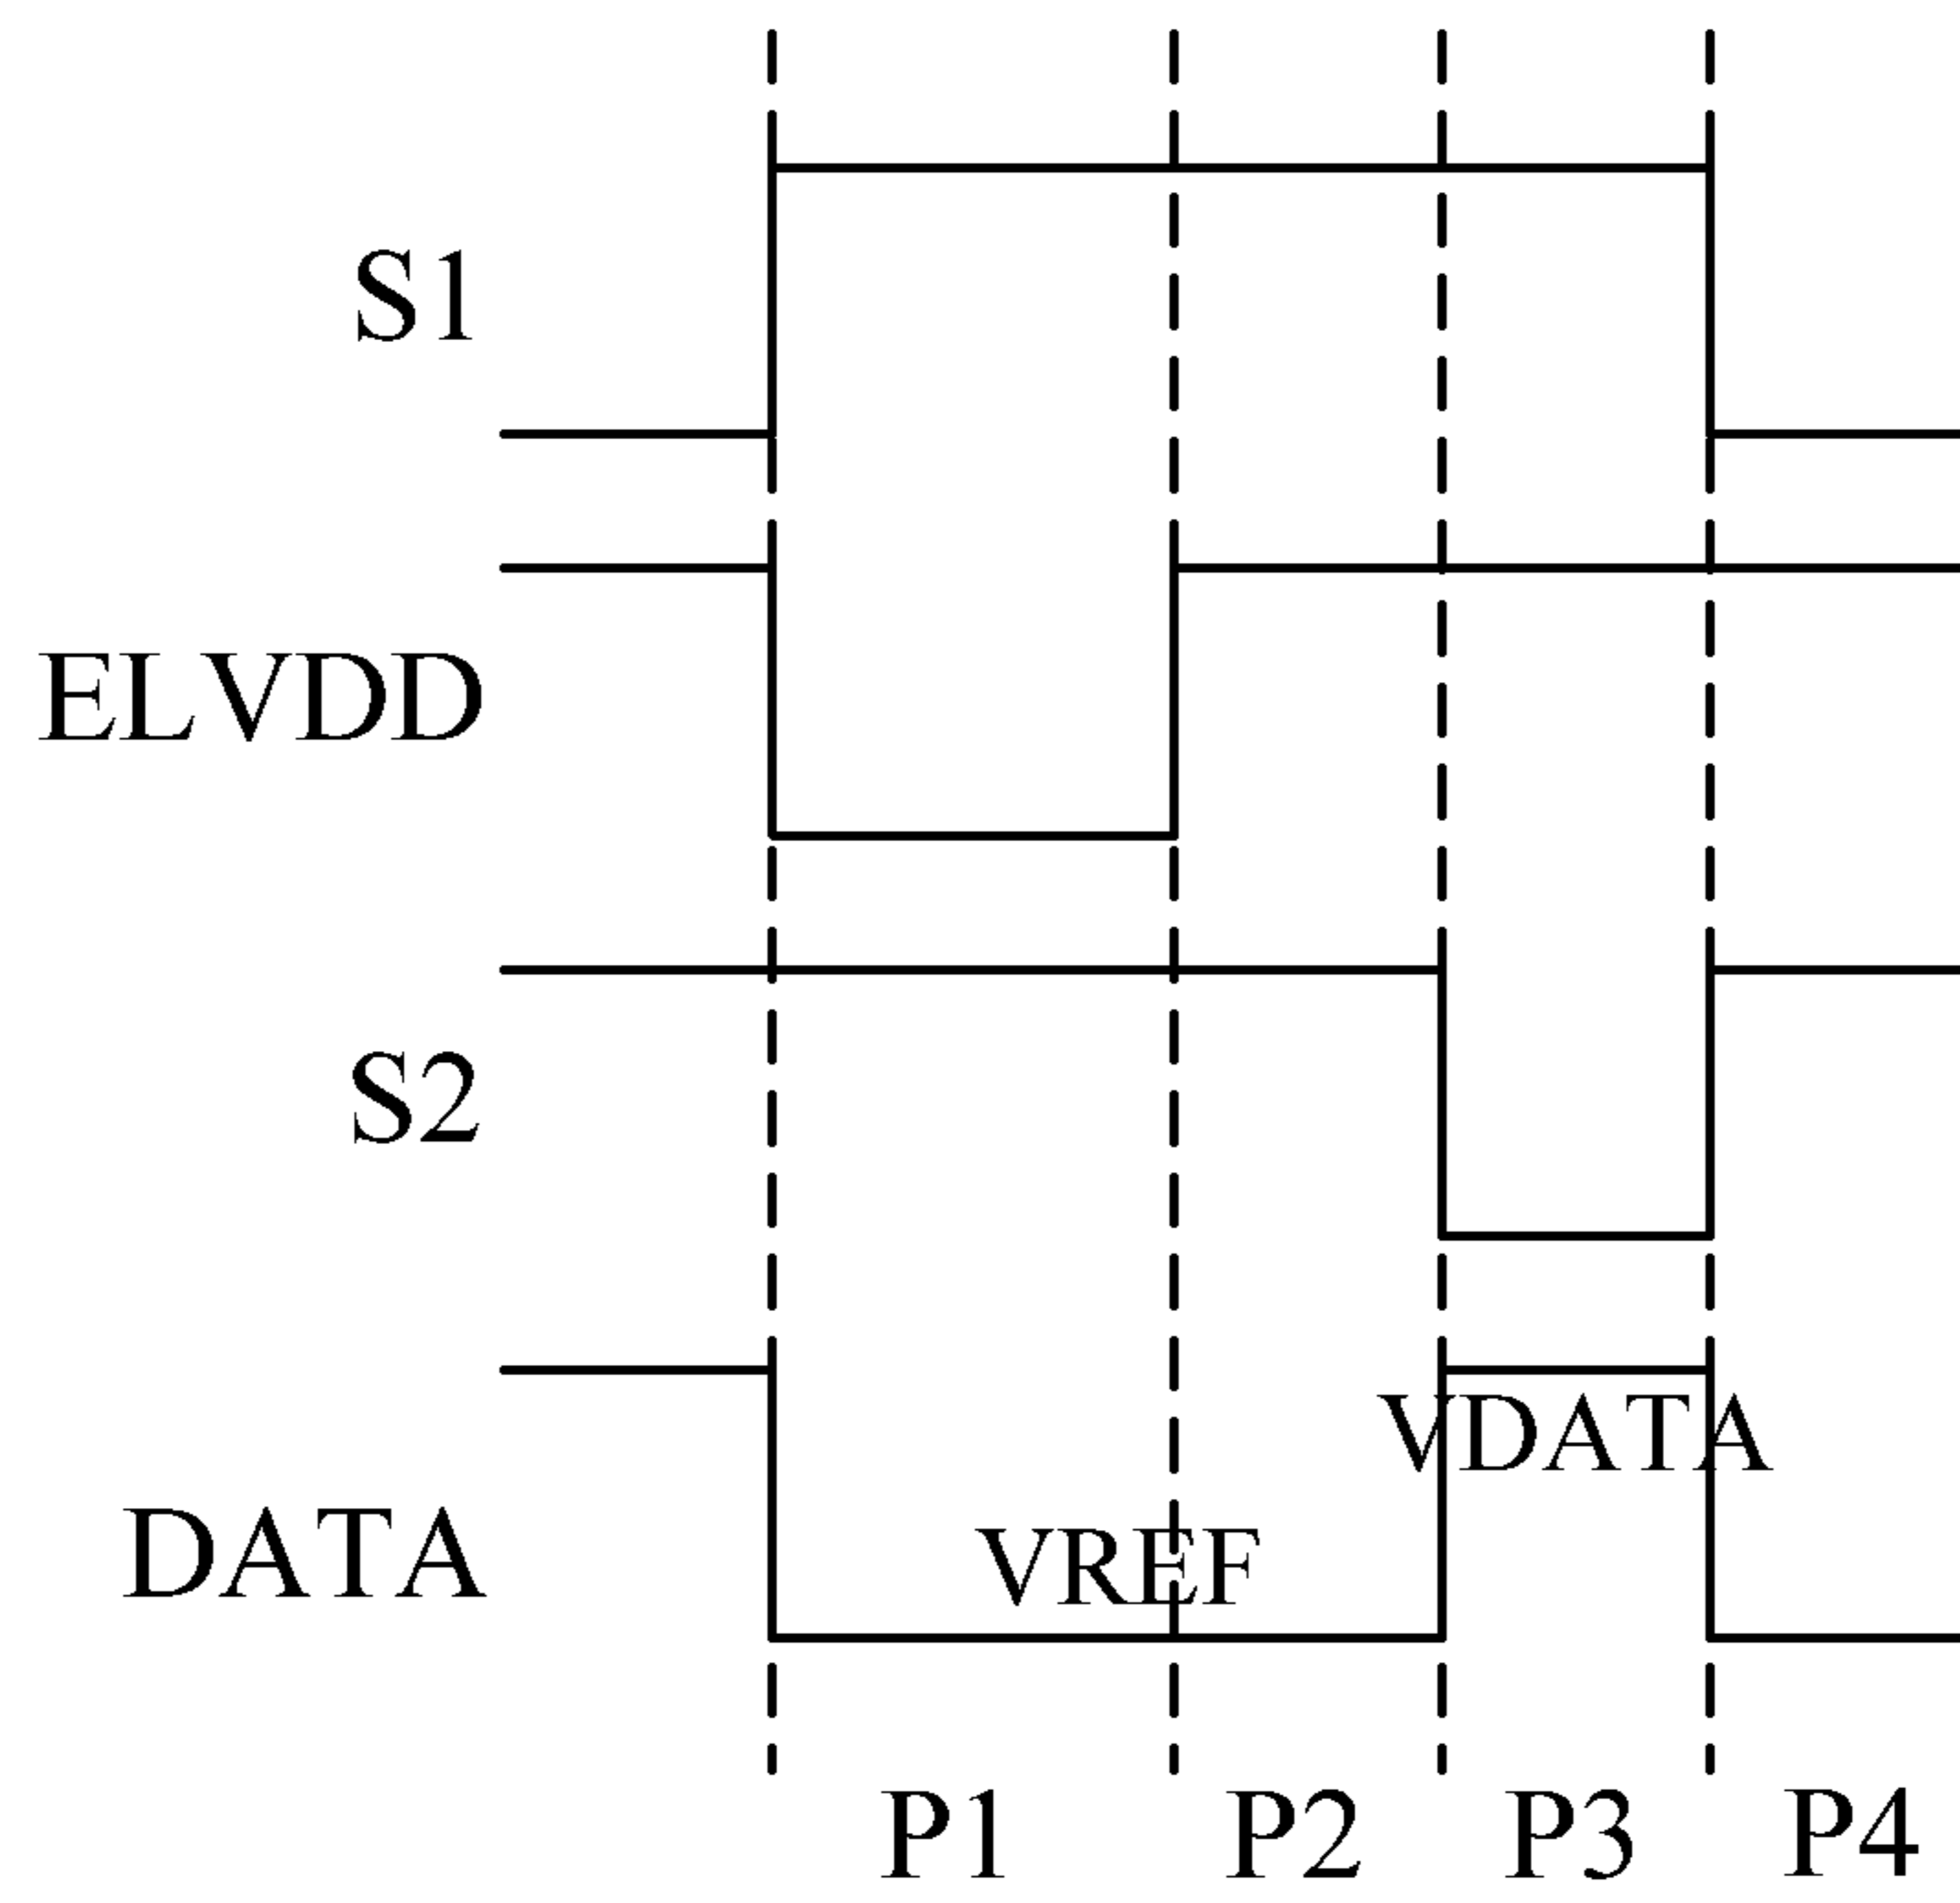 S1
ELVDD
S2
VDATA
DATA
VREF
P1 P2 P3 P4